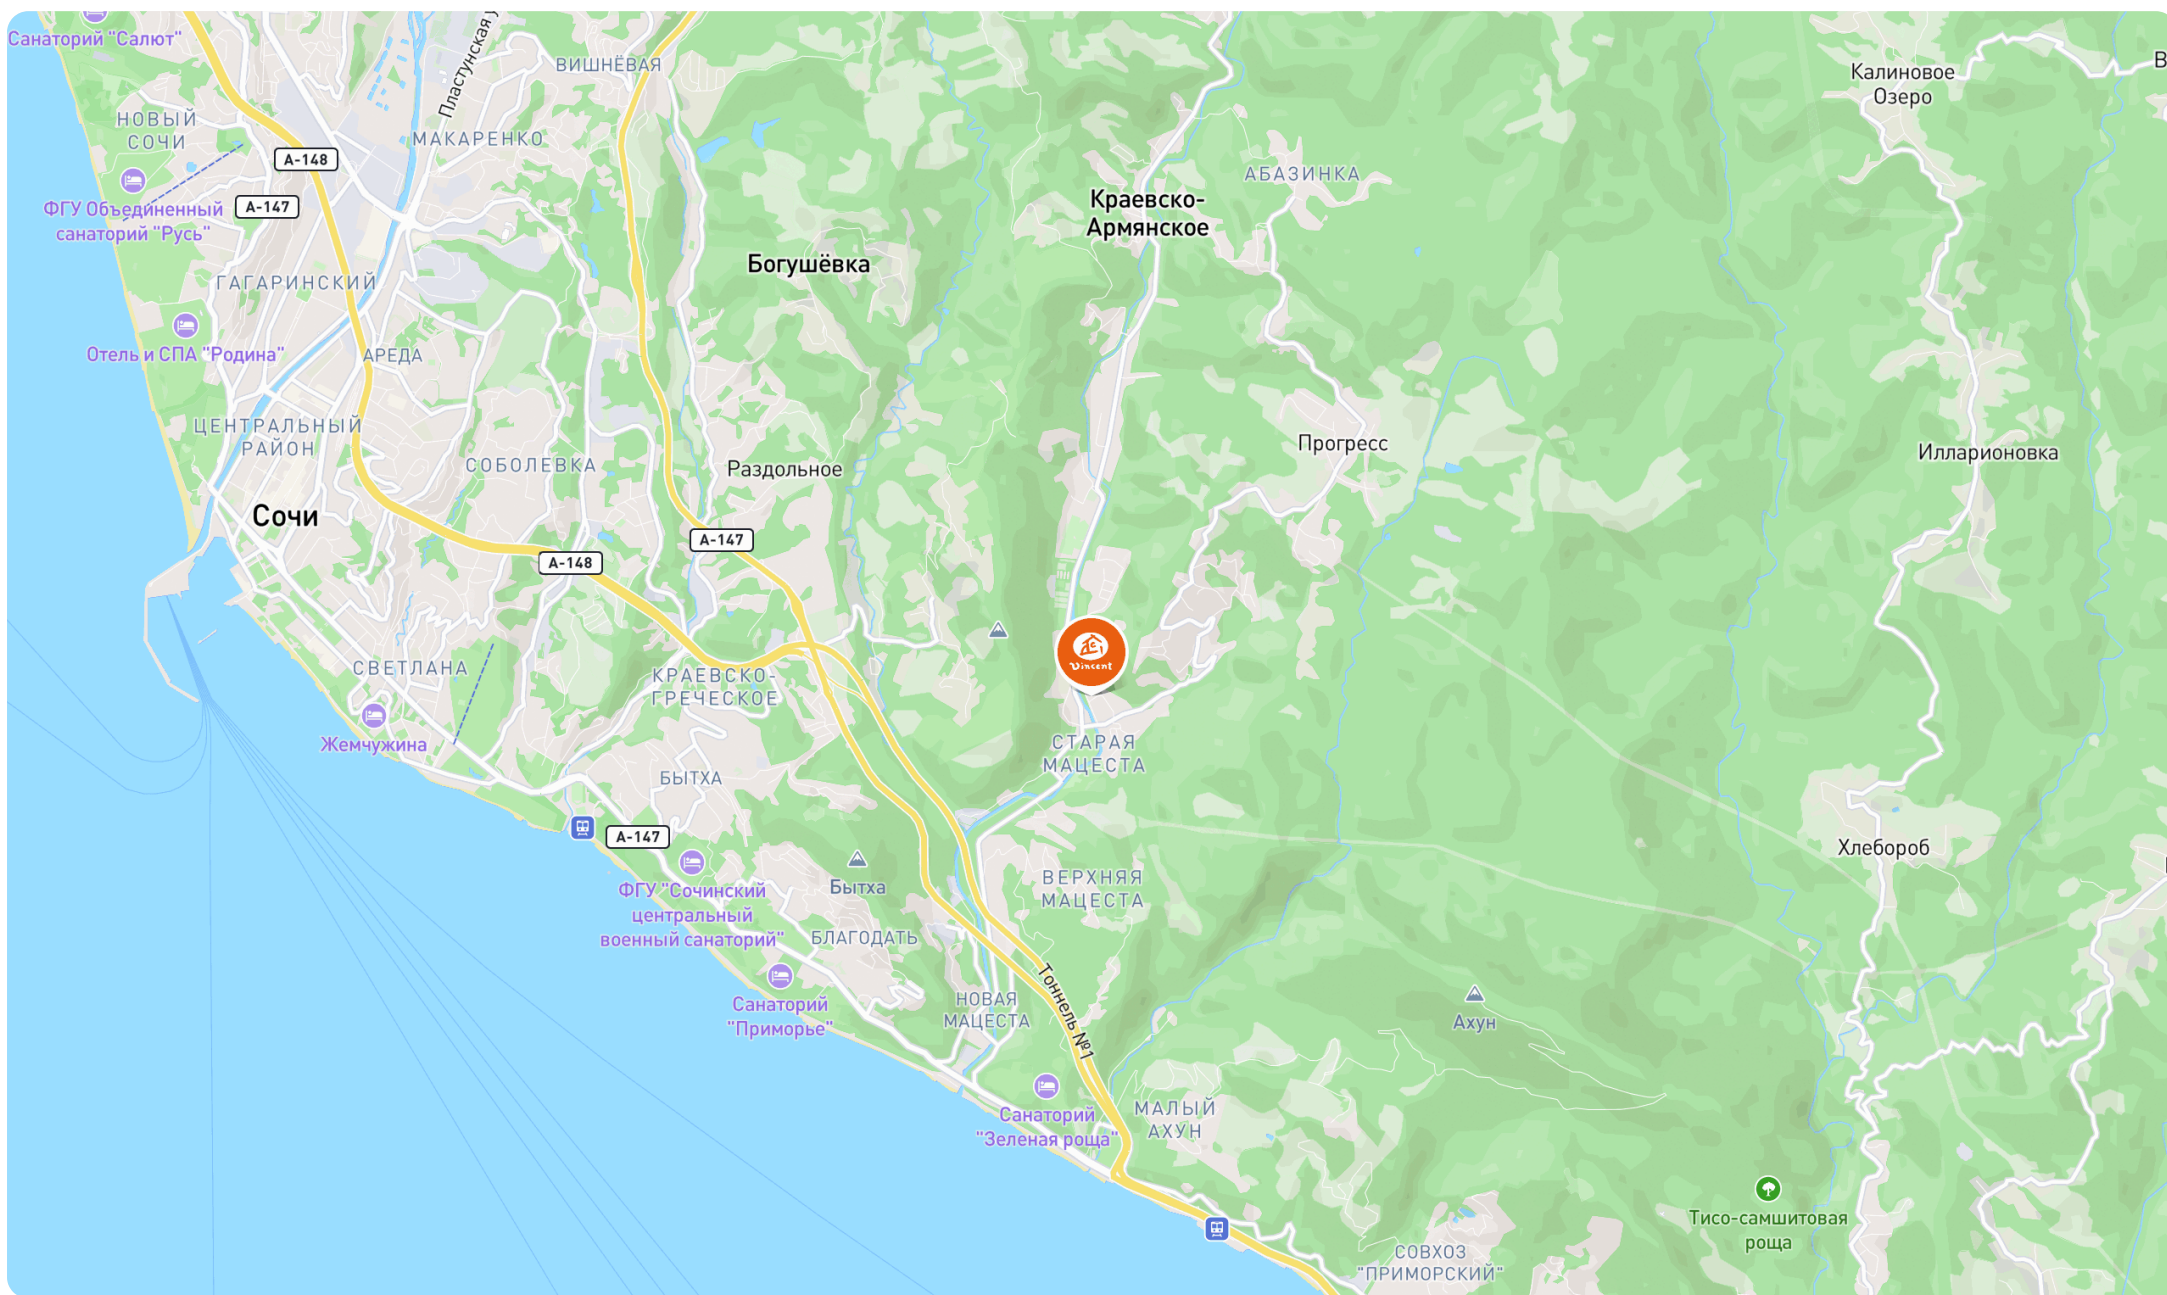 Санаторий "Салют"
Пластунская у
ВИШНЁВАЯ
Калиновое
Озеро
В
НОВЫЙ
СОЧИ
МАКАРЕНКО
А-148
АБАЗИНКА
ФГУ Объединенный
санаторий "Русь"
А-147
Краевско-
Армянское
Богушёвка
ГАГАРИНСКИЙ
Отель и СПА "Родина"
АРЕДА
ЦЕНТРАЛЬНЫЙ
РАЙОН
СОБОЛЕВКА
Раздольное
Прогресс
Илларионовка
Сочи
А-147
А-148
Vincent
СВЕТЛАНА
КРАЕВСКО-
ГРЕЧЕСКОЕ
Жемчужина
СТАРАЯ
МАЦЕСТА
БЫТХА
А-147
Хлебороб
ФГУ "Сочинский
центральный
военный санаторий"
Бытха
ВЕРХНЯЯ
МАЦЕСТА
БЛАГОДАТЬ
Санаторий
"Приморье"
НОВАЯ
МАЦЕСТА
Тоннель №1
Ахун
Санаторий
"Зеленая роща"
МАЛЫЙ
АХУН
Тисо-самшитовая
роща
СОВХОЗ
"ПРИМОРСКИЙ"